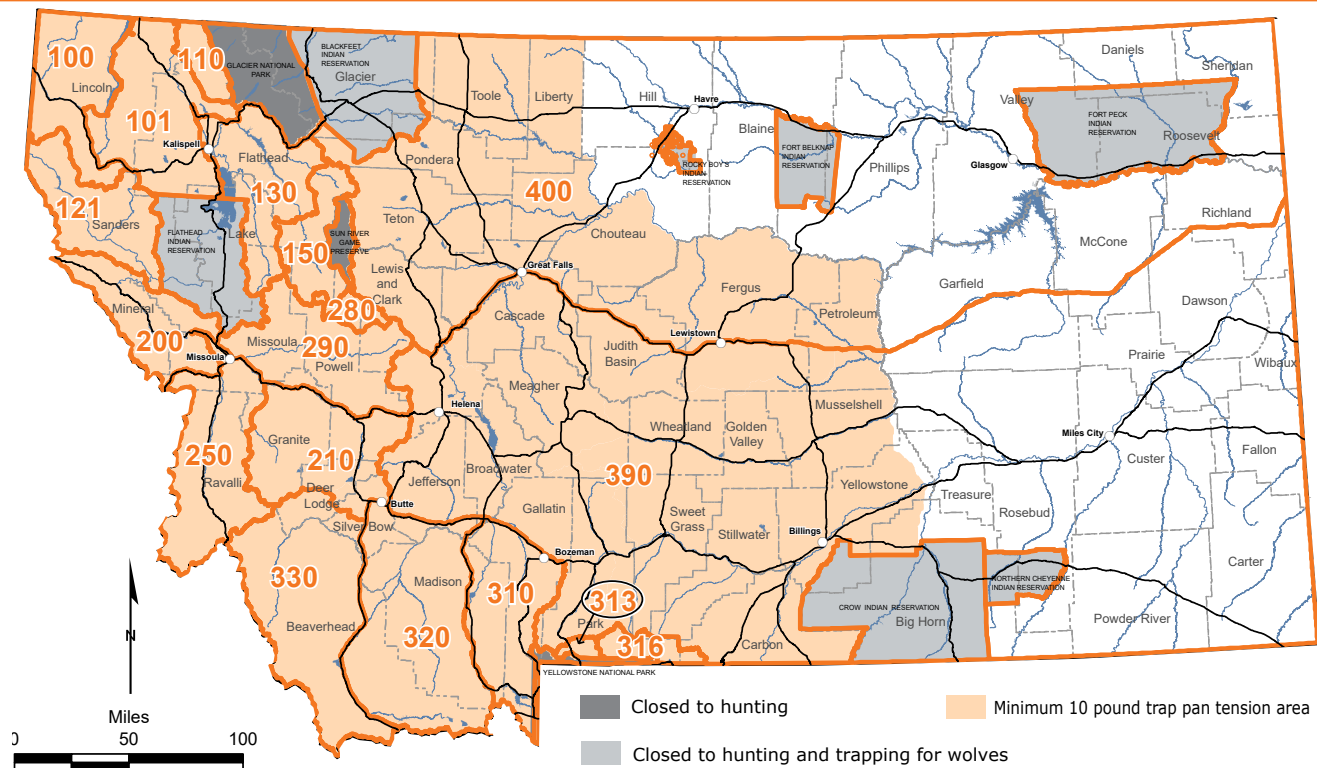 100
110
GLACIER NATIONAL
PARK
BLACKFEET
INDIAN
RESERVATION
Glacier
Lincoln
101
Kalispell
Toole
Liberty
Hill
Havre
Blaine
ROCKY BOY'S
INDIAN
RESERVATION
FORT BELKNAP
INDIAN
RESERVATION
Phillips
Daniels
Sheridan
Valley
FORT PECK
INDIAN
RESERVATION
Roosevelt
Glasgow
Richland
Flathead
130
Pondera
400
121
Sanders
FLATHEAD
INDIAN
RESERVATION
Lake
150
SUN RIVER
GAME
PRESERVE
Teton
Chouteau
McCone
Lewis
and
Clark
280
Great Falls
Garfield
Dawson
Mineral
200
Missoula
Missoula
290
Powell
Cascade
Judith
Basin
Lewistown
Fergus
Petroleum
Prairie
Wibaux
Meagher
Helena
Wheatland
Golden
Valley
Musselshell
Miles City
Custer
Fallon
250
Ravalli
Granite
210
Deer
Lodge
Jefferson
Broadwater
390
Yellowstone
Treasure
Rosebud
Butte
Silver Bow
Gallatin
Sweet
Grass
Stillwater
Billings
Bozeman
Carter
330
Beaverhead
Madison
320
310
313
Park
316
Carbon
CROW INDIAN RESERVATION
Big Horn
NORTHERN CHEYENNE
INDIAN RESERVATION
Powder River
YELLOWSTONE NATIONAL PARK
N
Miles
0 50 100
Closed to hunting
Minimum 10 pound trap pan tension area
Closed to hunting and trapping for wolves